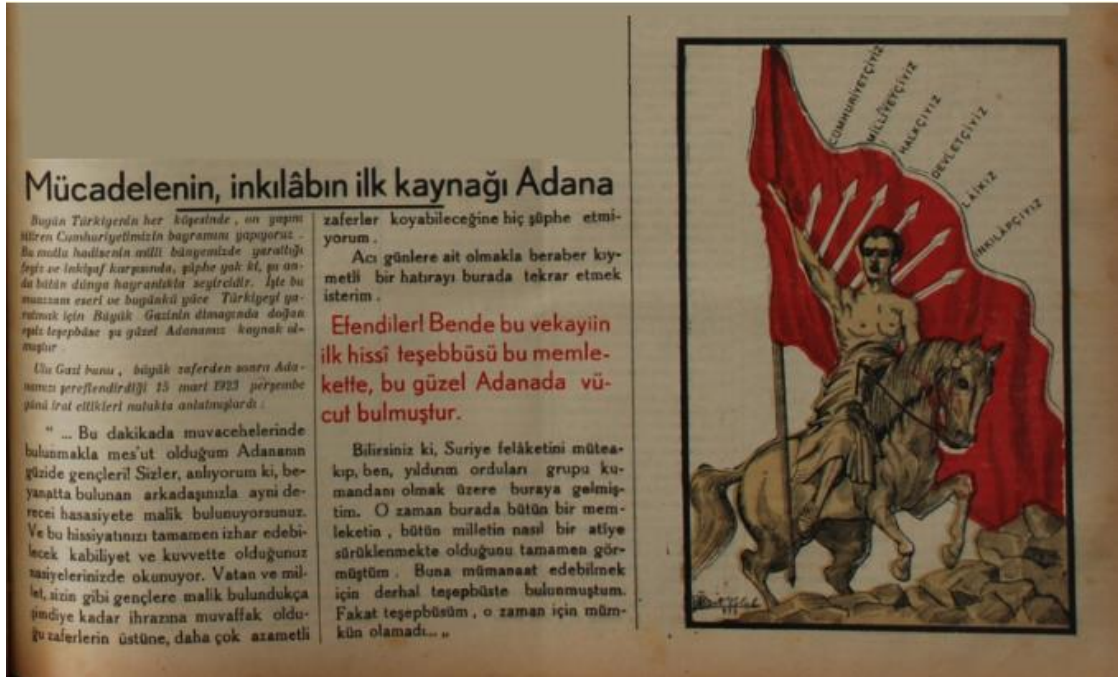 Mücadelenin, inkılâbın ilk kaynağı Adana
Bugün Türkiyenin her köşesinde, on yaşını
bitiren Cumhuriyetimizin bayramını yapıyoruz.
Bu mutlu hadisenin milli bünyemizde yarattığı
feyiz ve inkişaf karşısında, şüphe yok ki, şu an-
da bütün dünya hayranlıkla seyircidir. İşte bu
muazzam eseri ve bugünkü yüce Türkiyeyi ya-
ratmak için Büyük Gazinin dimagında doğan
eşsiz teşepbüse şu güzel Adanamız kaynak ol-
muştur.
Ulu Gazi bunu, büyük zaferden sonra Ada-
namızı şereflendirdiği 15 mart 1923 perşembe
günü irat ettikleri nutukta anlatmışlardı:
" ... Bu dakikada muvacehelerinde
bulunmakla mes'ut olduğum Adananın
güzide gençleri! Sizler, anlıyorum ki, be-
yanatta bulunan arkadaşınızla ayni de-
recei hasasiyete malik bulunuyorsunuz.
Ve bu hissiyatınızı tamamen izhar edebi-
lecek kabiliyet ve kuvvette olduğunuz
nasiyelerinizde okunuyor. Vatan ve mil-
let, sizin gibi gençlere malik bulundukça
şimdiye kadar ihrazına muvaffak oldu-
ğu zaferlerin üstüne, daha çok azametli
zaferler koyabileceğine hiç şüphe etmi-
yorum.
Acı günlere ait olmakla beraber kıy-
metli bir hatırayı burada tekrar etmek
isterim.
Efendiler! Bende bu vekayiin
ilk hissî teşebbüsü bu memle-
kette, bu güzel Adanada vü-
cut bulmuştur.
Bilirsiniz ki, Suriye felâketini mütea-
kıp, ben, yıldırım orduları grupu ku-
mandanı olmak üzere buraya gelmiş-
tim. O zaman burada bütün bir mem-
leketin, bütün milletin nasıl bir atiye
sürüklenmekte olduğunu tamamen gör-
müştüm. Buna mümanaat edebilmek
için derhal teşepbüste bulunmuştum.
Fakat teşepbüsüm, o zaman için müm-
kün olamadı... „
CUMHURİYETÇİYİZ
MİLLİYETÇİYİZ
HALKÇIYIZ
DEVLETÇİYİZ
LÂİKIZ
İNKILÂPÇIYIZ